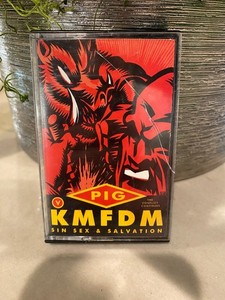 PIG
V
KMFDM
SIN SEX & SALVATION